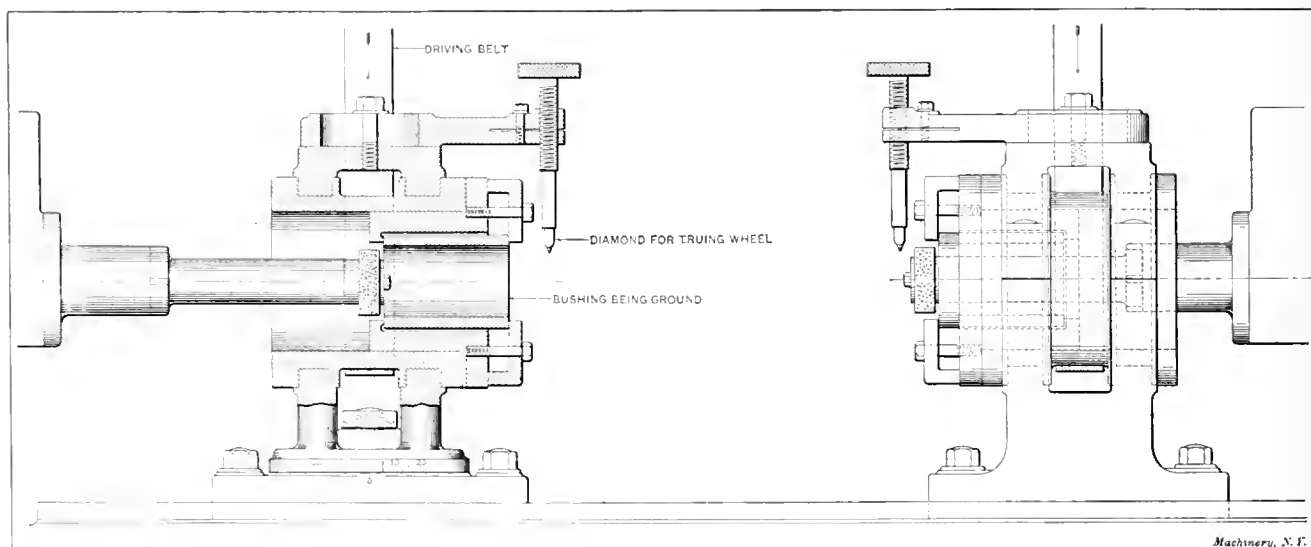 DRIVING BELT
DIAMOND FOR TRUING WHEEL
BUSHING BEING GROUND
Machinery, N.Y.